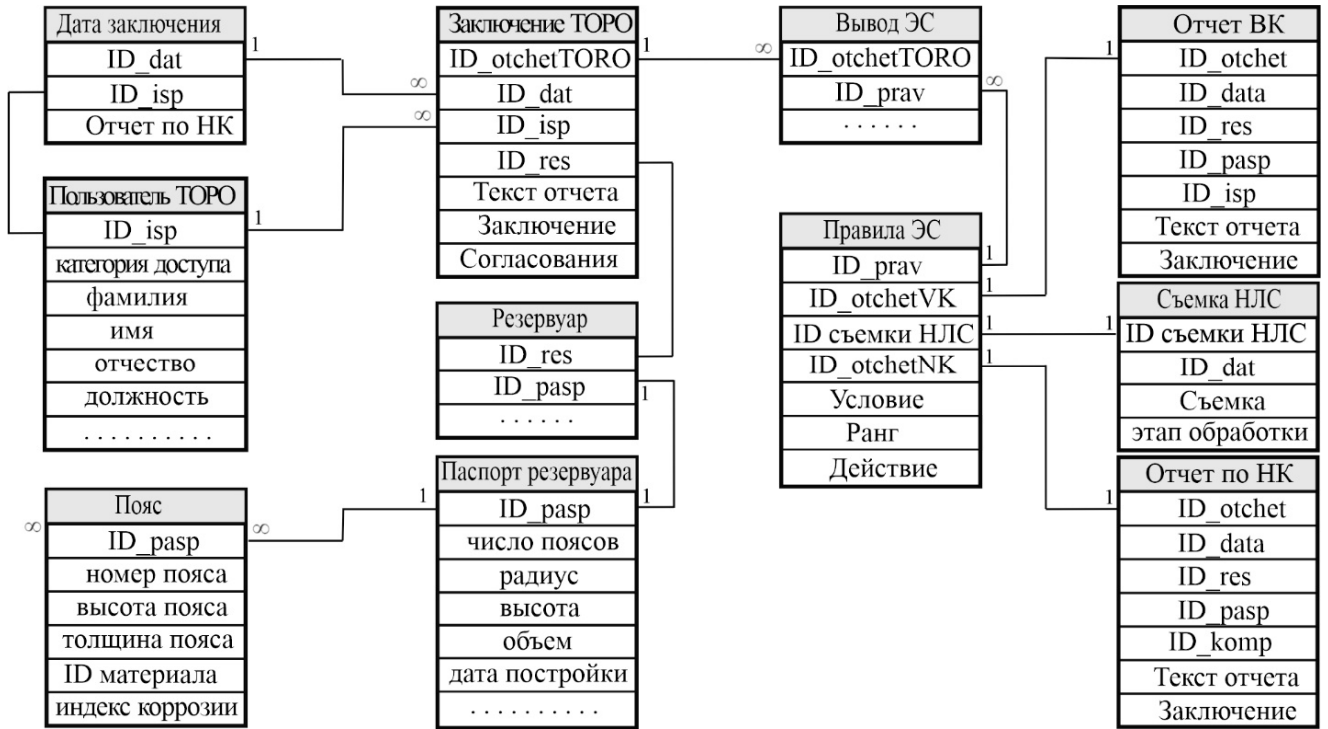 Дата заключения
ID_dat
ID_isp
Отчет по НК
Пользователь ТОРО
ID_isp
категория доступа
фамилия
имя
отчество
должность
. . . . . . . . . .
Пояс
ID_pasp
номер пояса
высота пояса
толщина пояса
ID материала
индекс коррозии
Заключение ТОРО
ID_otchetTORO
ID_dat
ID_isp
ID_res
Текст отчета
Заключение
Согласования
Резервуар
ID_res
ID_pasp
. . . . . .
Паспорт резервуара
ID_pasp
число поясов
радиус
высота
объем
дата постройки
. . . . . . . . . .
Вывод ЭС
ID_otchetTORO
ID_prav
. . . . . .
Правила ЭС
ID_prav
ID_otchetVK
ID съемки НЛС
ID_otchetNK
Условие
Ранг
Действие
Отчет ВК
ID_otchet
ID_data
ID_res
ID_pasp
ID_isp
Текст отчета
Заключение
Съемка НЛС
ID съемки НЛС
ID_dat
Съемка
этап обработки
Отчет по НК
ID_otchet
ID_data
ID_res
ID_pasp
ID_komp
Текст отчета
Заключение
1
∞
1
∞
1
∞
∞
1
1
1
1
1
1
1
1
1
1
∞
∞